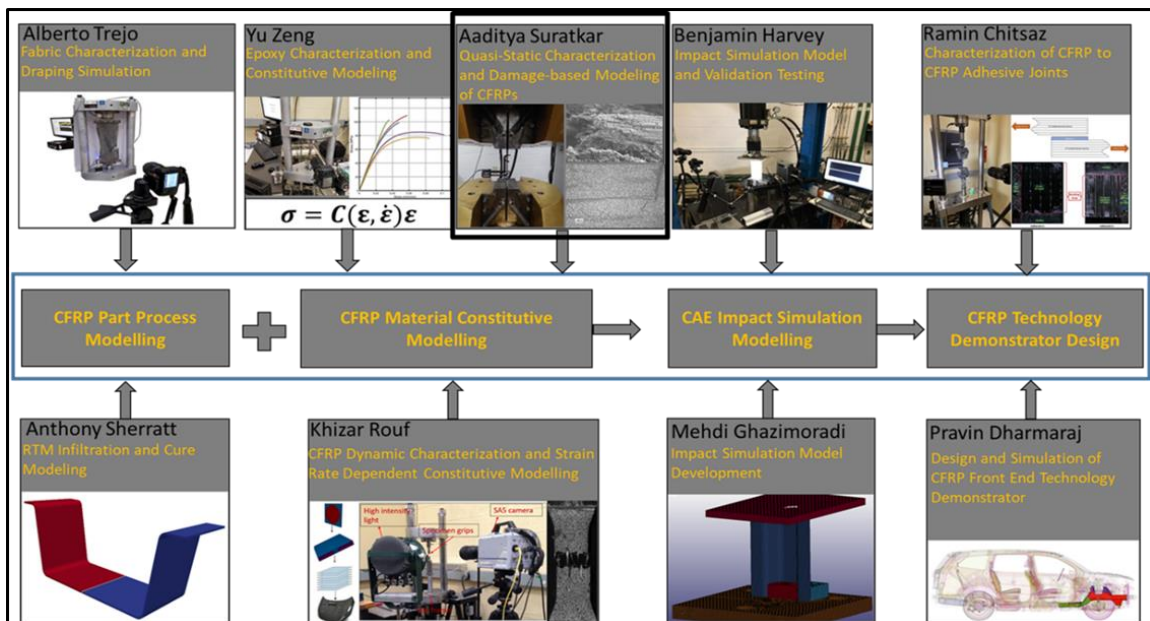 Alberto Trejo
Fabric Characterization and
Draping Simulation
Yu Zeng
Epoxy Characterization and
Constitutive Modeling
σ = C(ε, ε̇)ε
Aaditya Suratkar
Quasi-Static Characterization
and Damage-based Modeling
of CFRPs
Benjamin Harvey
Impact Simulation Model
and Validation Testing
Ramin Chitsaz
Characterization of CFRP to
CFRP Adhesive Joints
CFRP Part Process
Modelling
CFRP Material Constitutive
Modelling
CAE Impact Simulation
Modelling
CFRP Technology
Demonstrator Design
Anthony Sherratt
RTM Infiltration and Cure
Modeling
Khizar Rouf
CFRP Dynamic Characterization and Strain
Rate Dependent Constitutive Modelling
High intensity
light
Specimen grips
SA5 camera
Mehdi Ghazimoradi
Impact Simulation Model
Development
Pravin Dharmaraj
Design and Simulation of
CFRP Front End Technology
Demonstrator